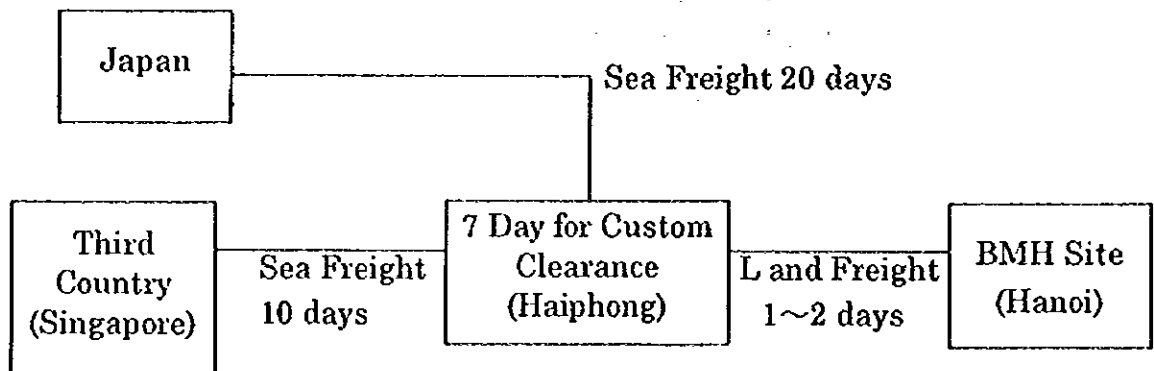 Japan
Sea Freight 20 days
Third
Country
(Singapore)
Sea Freight
10 days
7 Day for Custom
Clearance
(Haiphong)
L and Freight
1~2 days
BMH Site
(Hanoi)